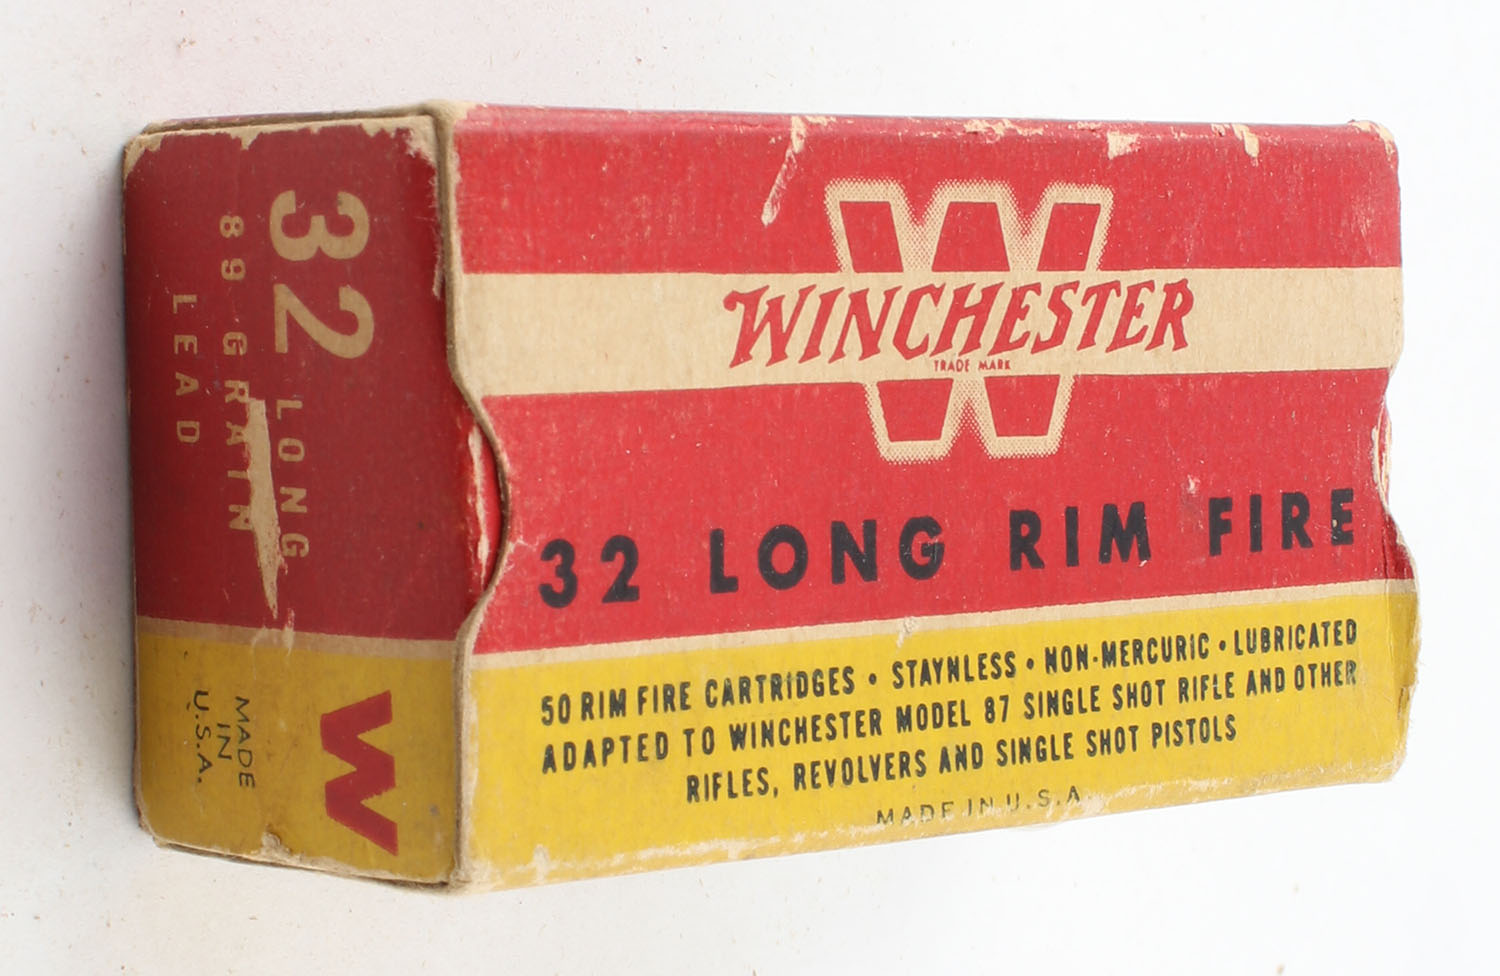 W
WINCHESTER
TRADE MARK
32 LONG RIM FIRE
50 RIM FIRE CARTRIDGES • STAYNLESS • NON-MERCURIC • LUBRICATED
ADAPTED TO WINCHESTER MODEL 87 SINGLE SHOT RIFLE AND OTHER
RIFLES, REVOLVERS AND SINGLE SHOT PISTOLS
MADE IN U.S.A.
32 LONG
89 GRAIN
LEAD
W
MADE
IN
U.S.A.